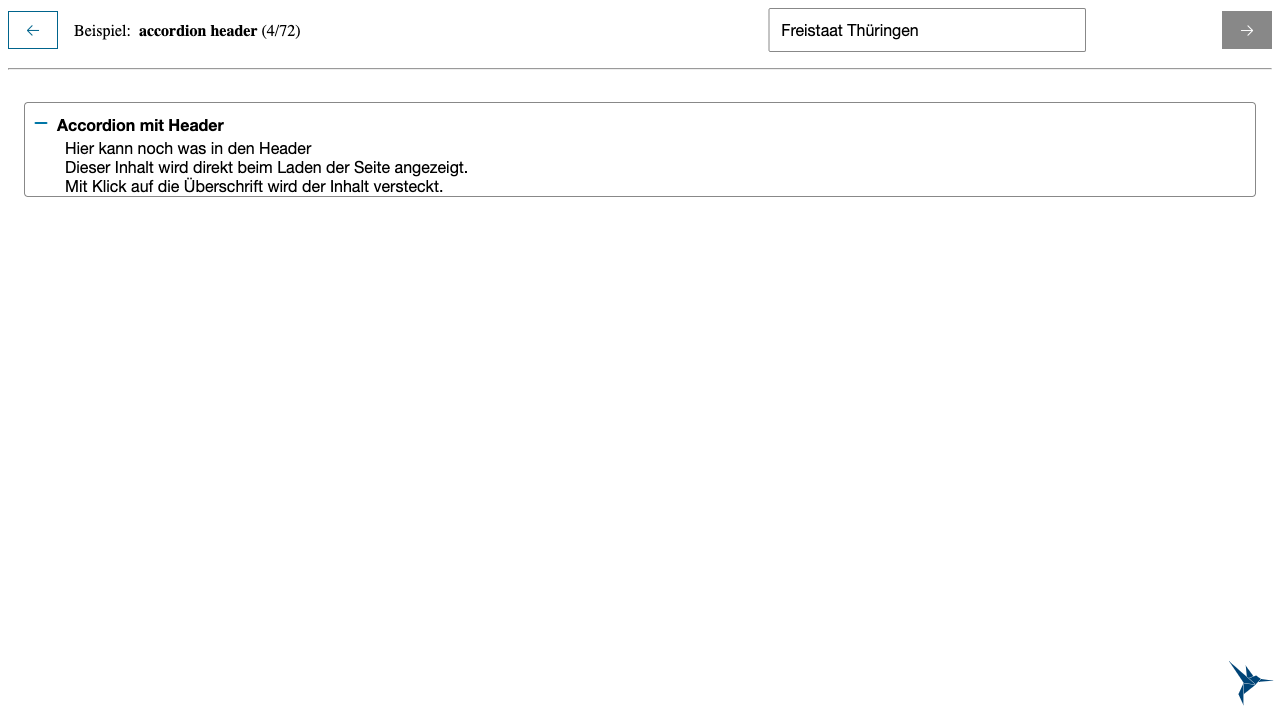 Beispiel: accordion header (4/72)
Freistaat Thüringen
Accordion mit Header
Hier kann noch was in den Header
Dieser Inhalt wird direkt beim Laden der Seite angezeigt.
Mit Klick auf die Überschrift wird der Inhalt versteckt.